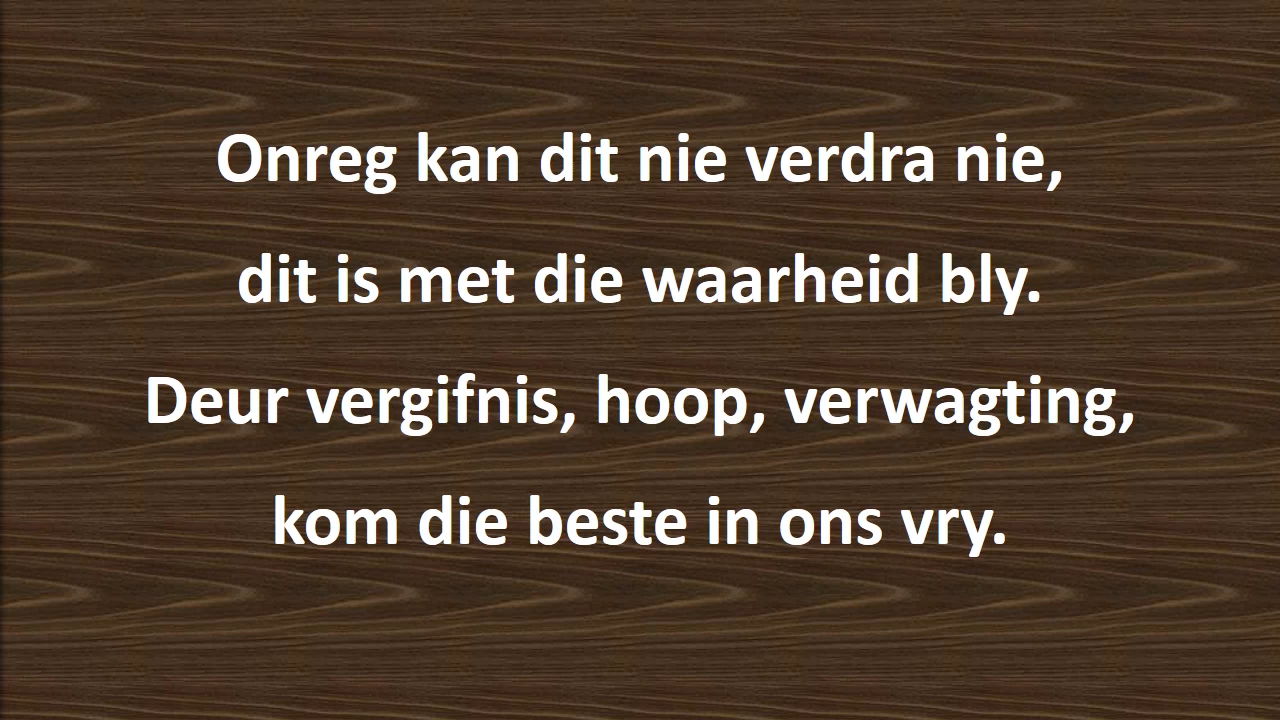 Onreg kan dit nie verdra nie,
dit is met die waarheid bly.
Deur vergifnis, hoop, verwagting,
kom die beste in ons vry.